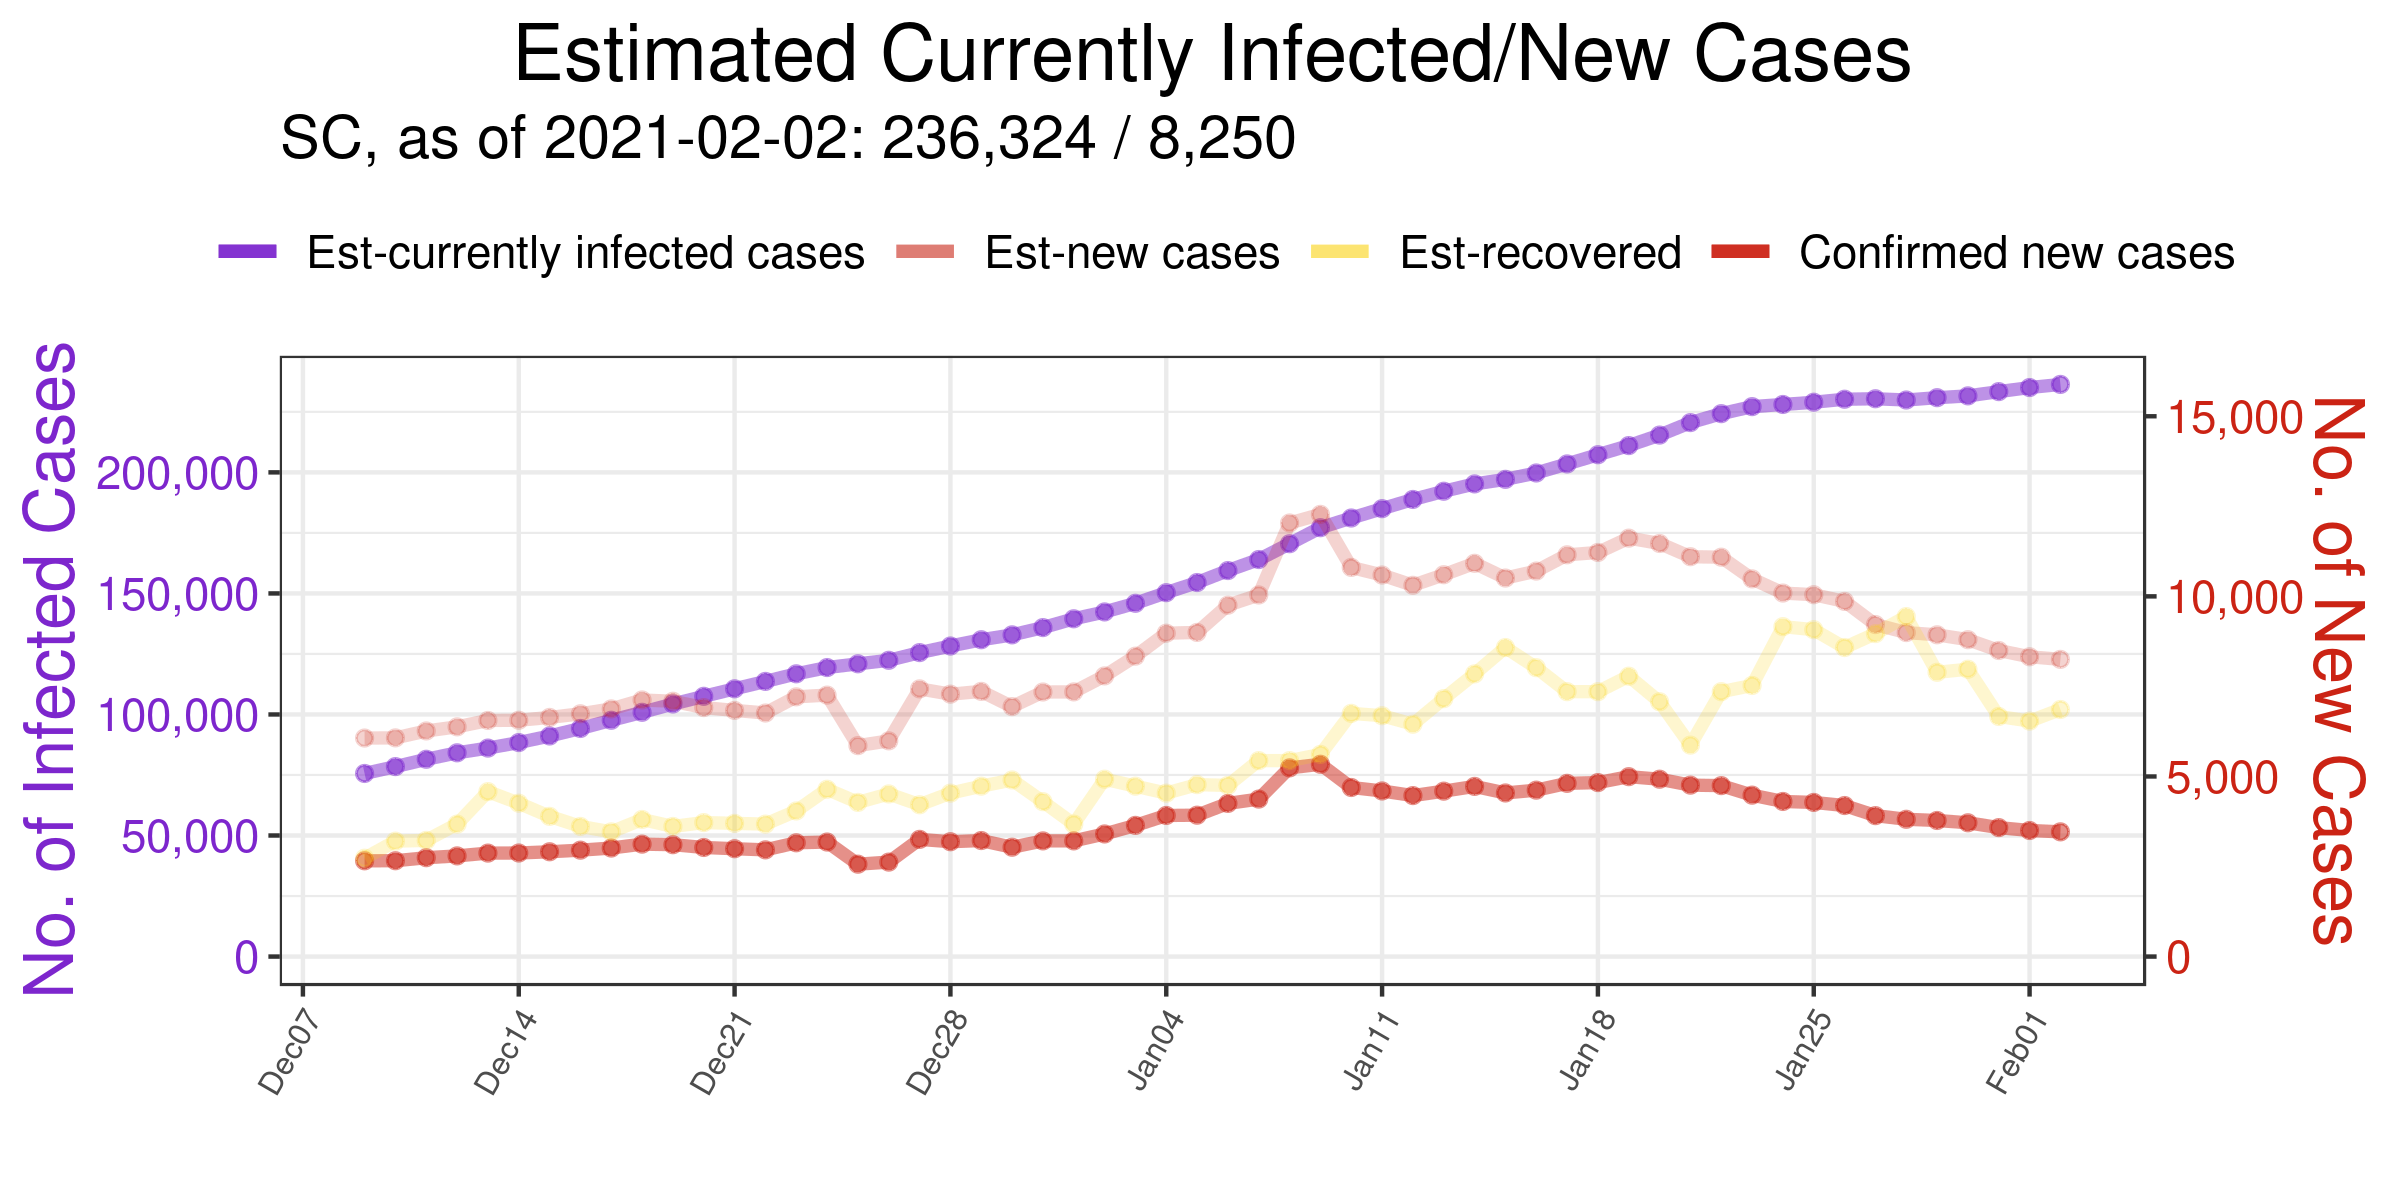 Estimated Currently Infected/New Cases
SC, as of 2021-02-02: 236,324 / 8,250
Est-currently infected cases Est-new cases Est-recovered Confirmed new cases
No. of Infected Cases
200,000
150,000
100,000
50,000
0
15,000
10,000
5,000
0
No. of New Cases
Dec07 Dec14 Dec21 Dec28 Jan04 Jan11 Jan18 Jan25 Feb01